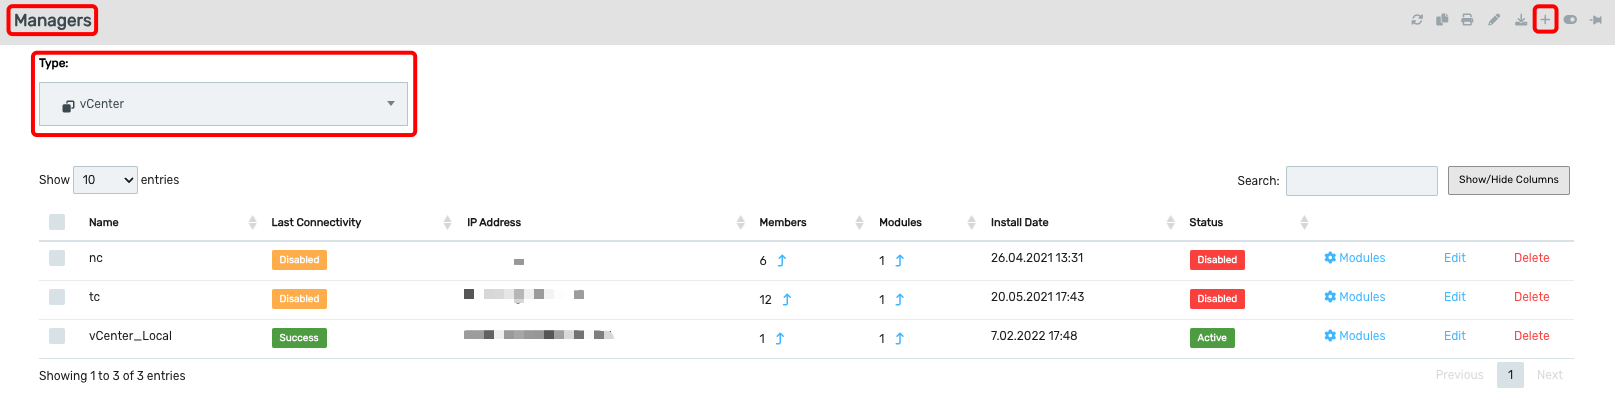 Managers
Type:
vCenter
Show 10 entries
Search:
Show/Hide Columns
Name Last Connectivity IP Address Members Modules Install Date Status
nc Disabled 6 1 26.04.2021 13:31 Disabled Modules Edit Delete
tc Disabled 12 1 20.05.2021 17:43 Disabled Modules Edit Delete
vCenter_Local Success 1 1 7.02.2022 17:48 Active Modules Edit Delete
Showing 1 to 3 of 3 entries
Previous 1 Next